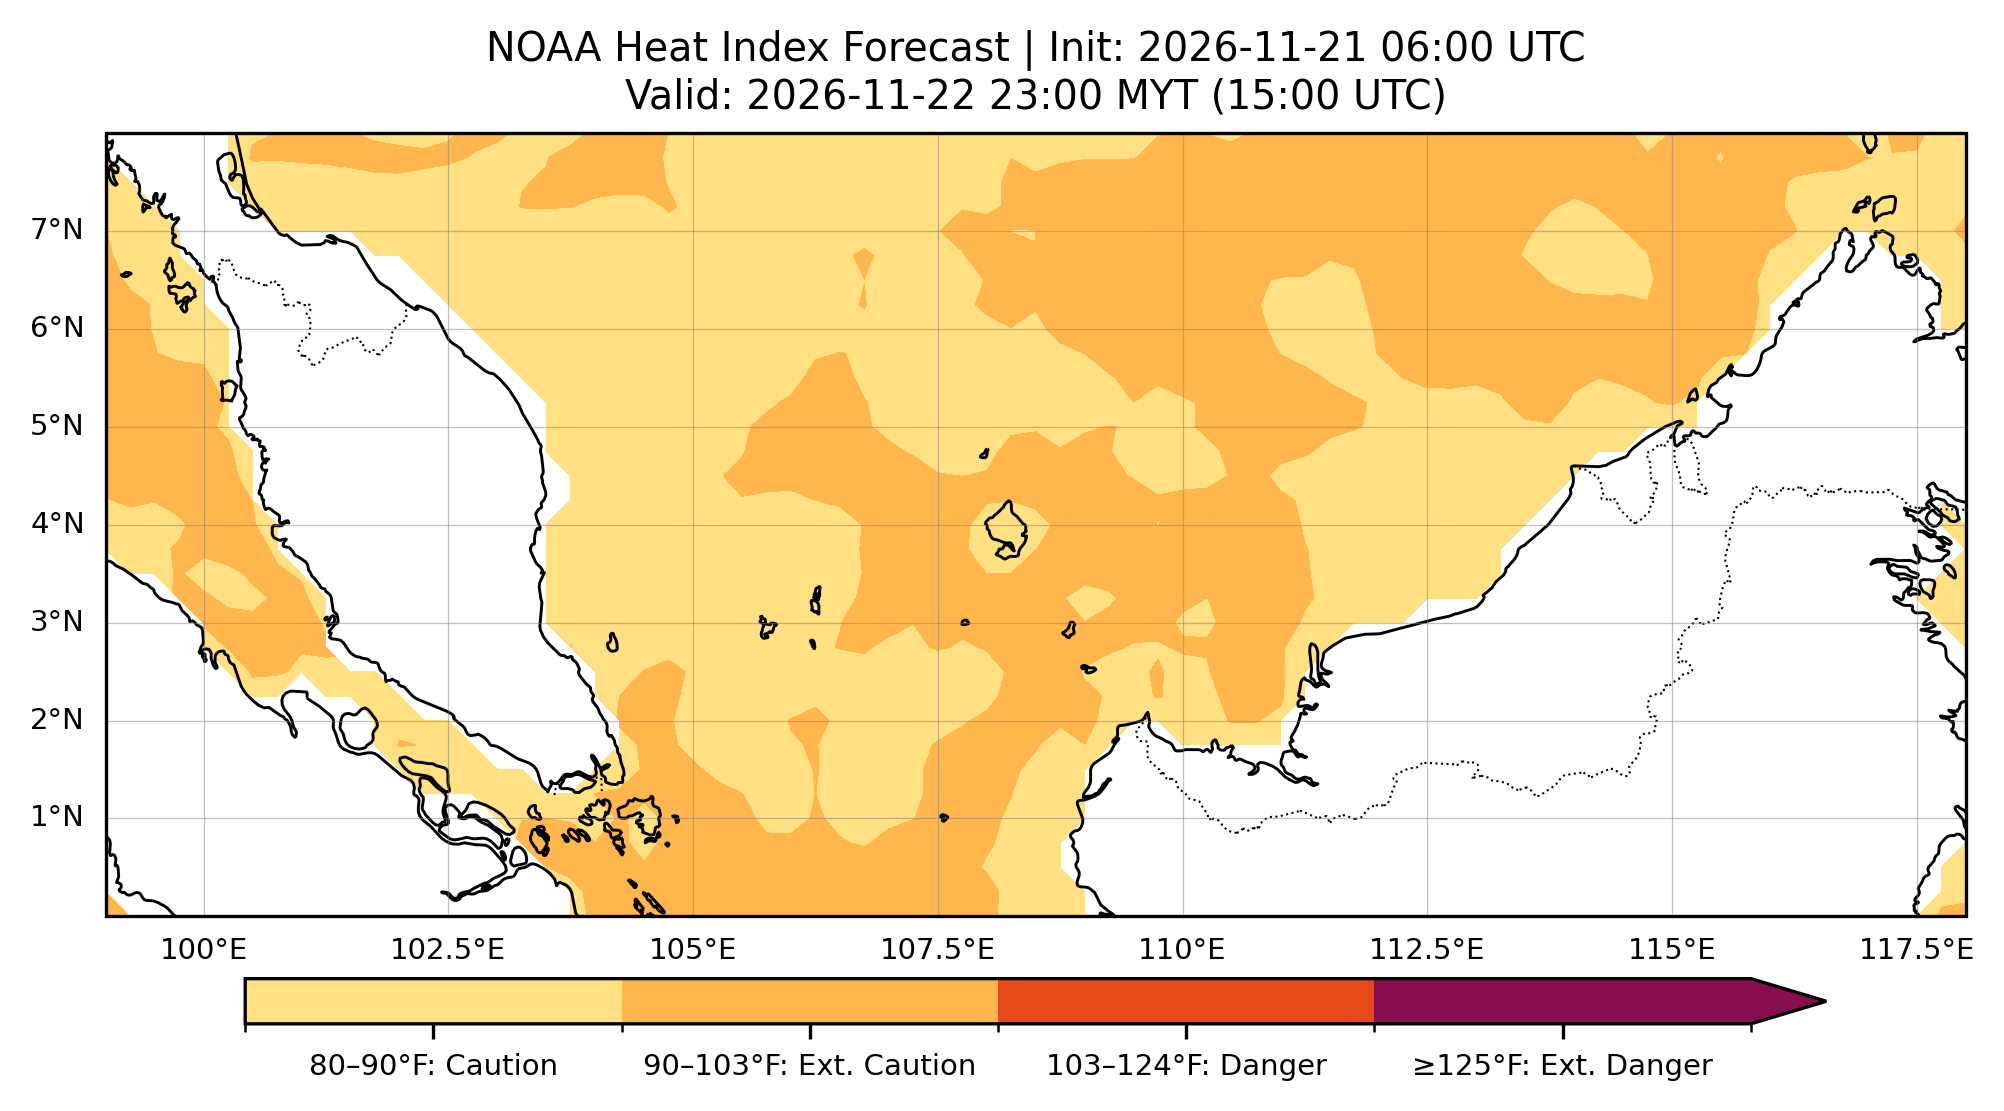 NOAA Heat Index Forecast | Init: 2026-11-21 06:00 UTC
Valid: 2026-11-22 23:00 MYT (15:00 UTC)
7°N
6°N
5°N
4°N
3°N
2°N
1°N
100°E
102.5°E
105°E
107.5°E
110°E
112.5°E
115°E
117.5°E
80–90°F: Caution
90–103°F: Ext. Caution
103–124°F: Danger
≥125°F: Ext. Danger